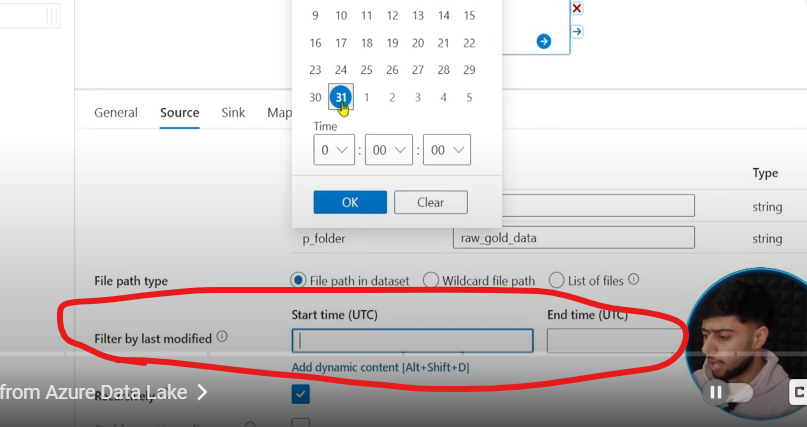 9 10 11 12 13 14 15
16 17 18 19 20 21 22
23 24 25 26 27 28 29
30 31 1 2 3 4 5
General Source Sink Map
Time
0 : 00 : 00
Type
OK Clear
string
p_folder raw_gold_data string
File path type File path in dataset Wildcard file path List of files
Start time (UTC) End time (UTC)
Filter by last modified
Add dynamic content [Alt+Shift+D]
from Azure Data Lake
Recursively